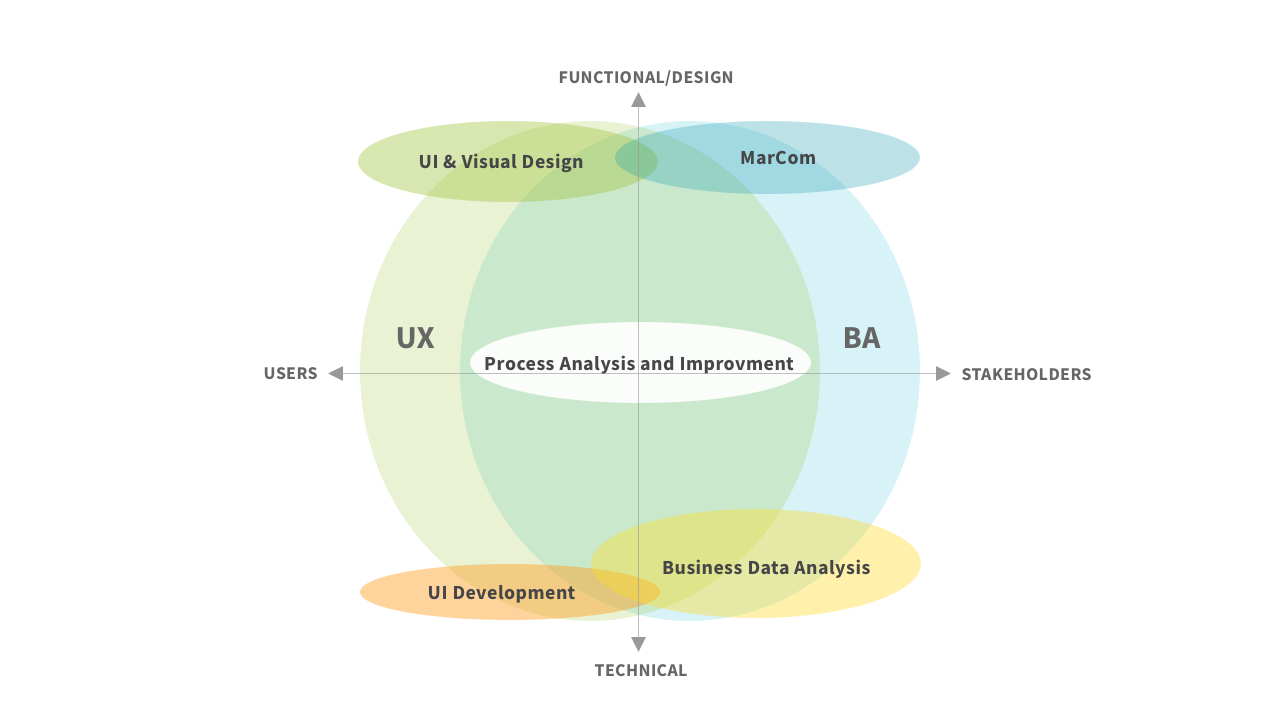 FUNCTIONAL/DESIGN
UI & Visual Design
MarCom
UX
BA
Process Analysis and Improvment
USERS
STAKEHOLDERS
Business Data Analysis
UI Development
TECHNICAL